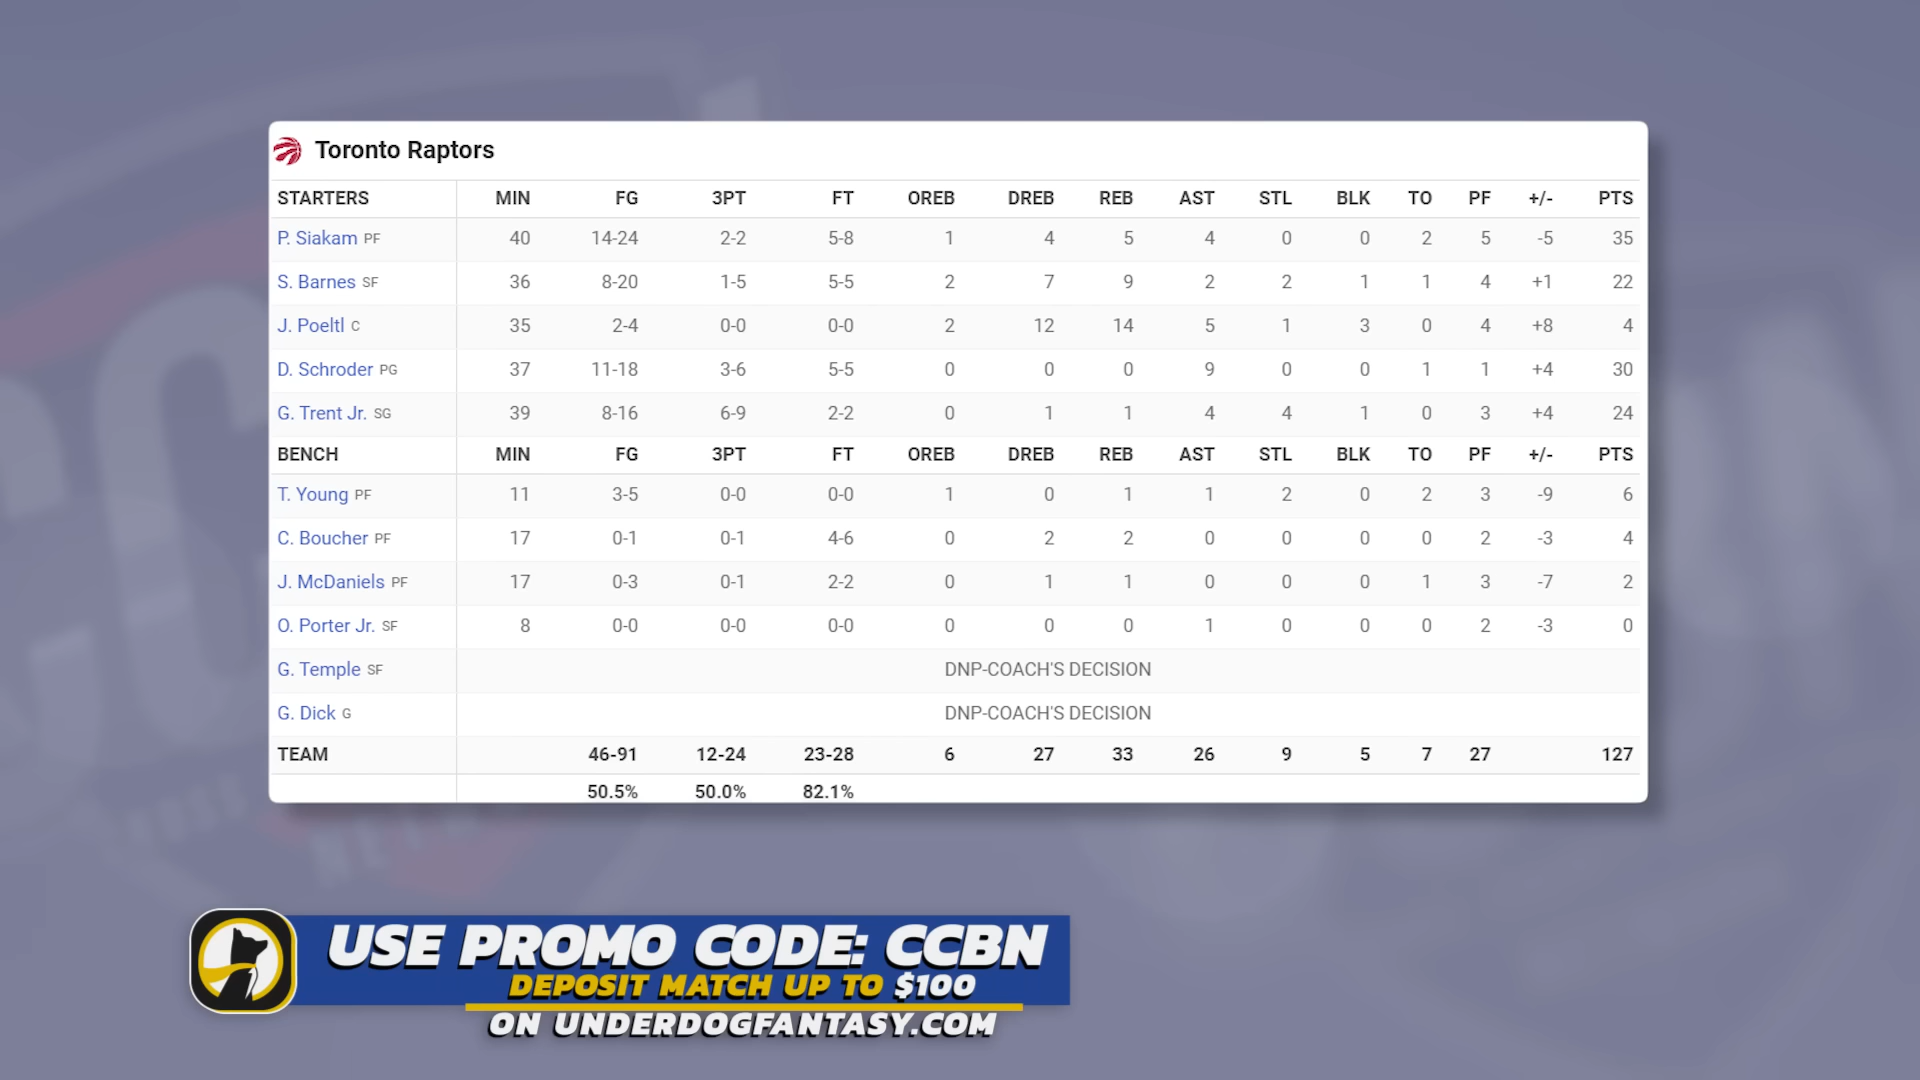 Toronto Raptors
STARTERS MIN FG 3PT FT OREB DREB REB AST STL BLK TO PF +/- PTS
P. Siakam PF 40 14-24 2-2 5-8 1 4 5 4 0 0 2 5 -5 35
S. Barnes SF 36 8-20 1-5 5-5 2 7 9 2 2 1 1 4 +1 22
J. Poeltl C 35 2-4 0-0 0-0 2 12 14 5 1 3 0 4 +8 4
D. Schroder PG 37 11-18 3-6 5-5 0 0 0 9 0 0 1 1 +4 30
G. Trent Jr. SG 39 8-16 6-9 2-2 0 1 1 4 4 1 0 3 +4 24
BENCH MIN FG 3PT FT OREB DREB REB AST STL BLK TO PF +/- PTS
T. Young PF 11 3-5 0-0 0-0 1 0 1 1 2 0 2 3 -9 6
C. Boucher PF 17 0-1 0-1 4-6 0 2 2 0 0 0 0 2 -3 4
J. McDaniels PF 17 0-3 0-1 2-2 0 1 1 0 0 0 1 3 -7 2
O. Porter Jr. SF 8 0-0 0-0 0-0 0 0 0 1 0 0 0 2 -3 0
G. Temple SF DNP-COACH'S DECISION
G. Dick G DNP-COACH'S DECISION
TEAM 46-91 12-24 23-28 6 27 33 26 9 5 7 27 127
50.5% 50.0% 82.1%
USE PROMO CODE: CCBN
DEPOSIT MATCH UP TO $100
ON UNDERDOGFANTASY.COM